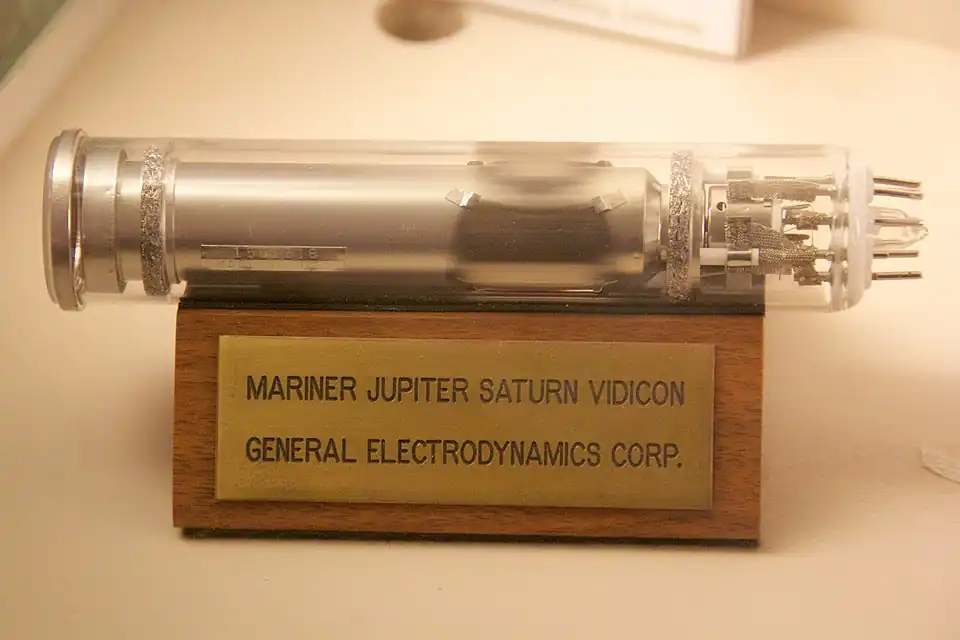 MARINER JUPITER SATURN VIDICON
GENERAL ELECTRODYNAMICS CORP.